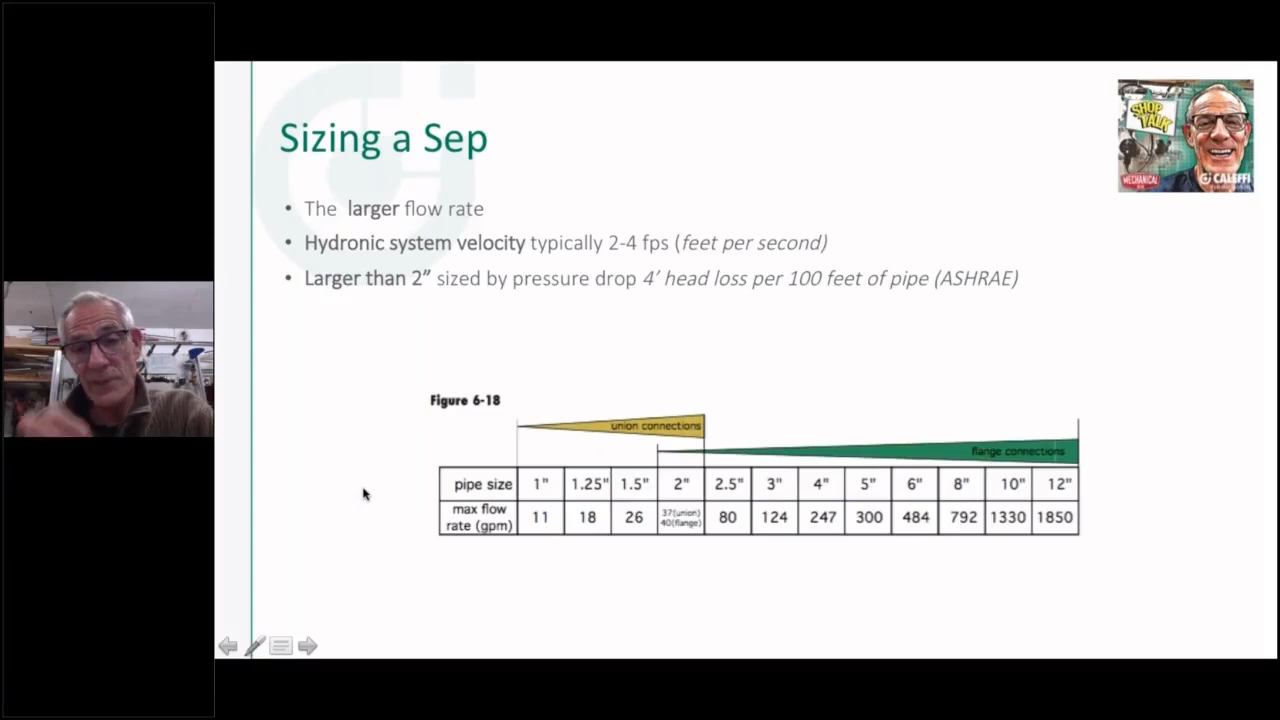 Sizing a Sep
SHOP
TALK
MECHANICAL
CALEFFI
• The larger flow rate
• Hydronic system velocity typically 2-4 fps (feet per second)
• Larger than 2” sized by pressure drop 4’ head loss per 100 feet of pipe (ASHRAE)
Figure 6-18
union connections
flange connections
pipe size 1" 1.25" 1.5" 2" 2.5" 3" 4" 5" 6" 8" 10" 12"
max flow rate (gpm) 11 18 26 37(union) 40(flange) 80 124 247 300 484 792 1330 1850